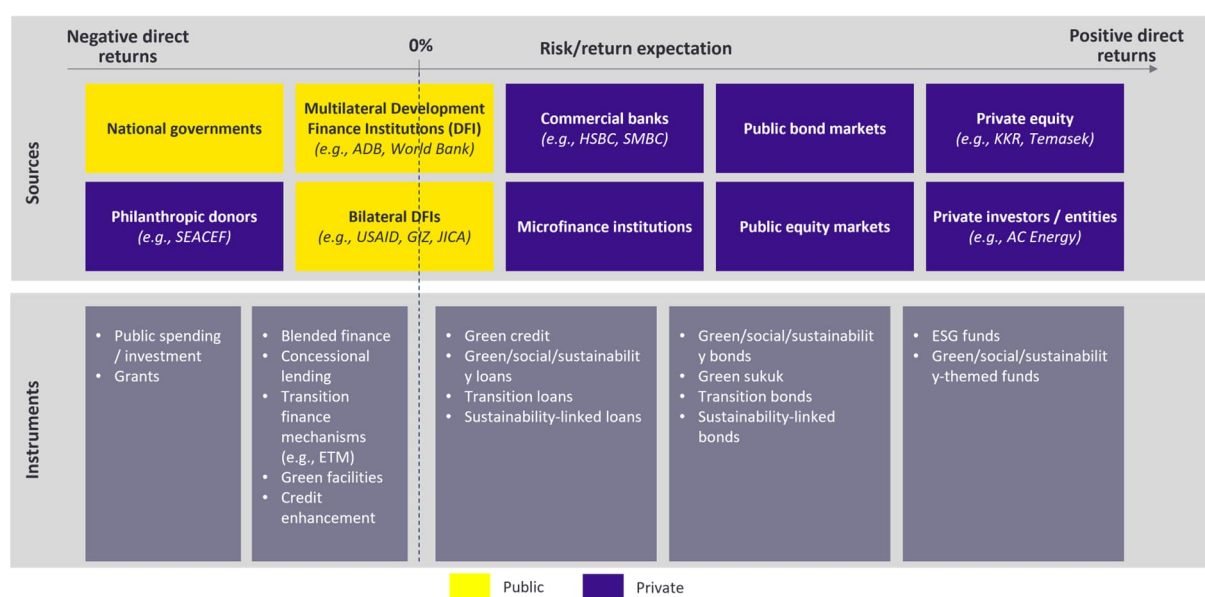 Negative direct
returns
0%
Risk/return expectation
Positive direct
returns
Sources
National governments
Multilateral Development
Finance Institutions (DFI)
(e.g., ADB, World Bank)
Commercial banks
(e.g., HSBC, SMBC)
Public bond markets
Private equity
(e.g., KKR, Temasek)
Philanthropic donors
(e.g., SEACEF)
Bilateral DFIs
(e.g., USAID, GIZ, JICA)
Microfinance institutions
Public equity markets
Private investors / entities
(e.g., AC Energy)
Instruments
• Public spending
/ investment
• Grants
• Blended finance
• Concessional
lending
• Transition
finance
mechanisms
(e.g., ETM)
• Green facilities
• Credit
enhancement
• Green credit
• Green/social/sustainabilit
y loans
• Transition loans
• Sustainability-linked loans
• Green/social/sustainabilit
y bonds
• Green sukuk
• Transition bonds
• Sustainability-linked
bonds
• ESG funds
• Green/social/sustainabilit
y-themed funds
Public
Private